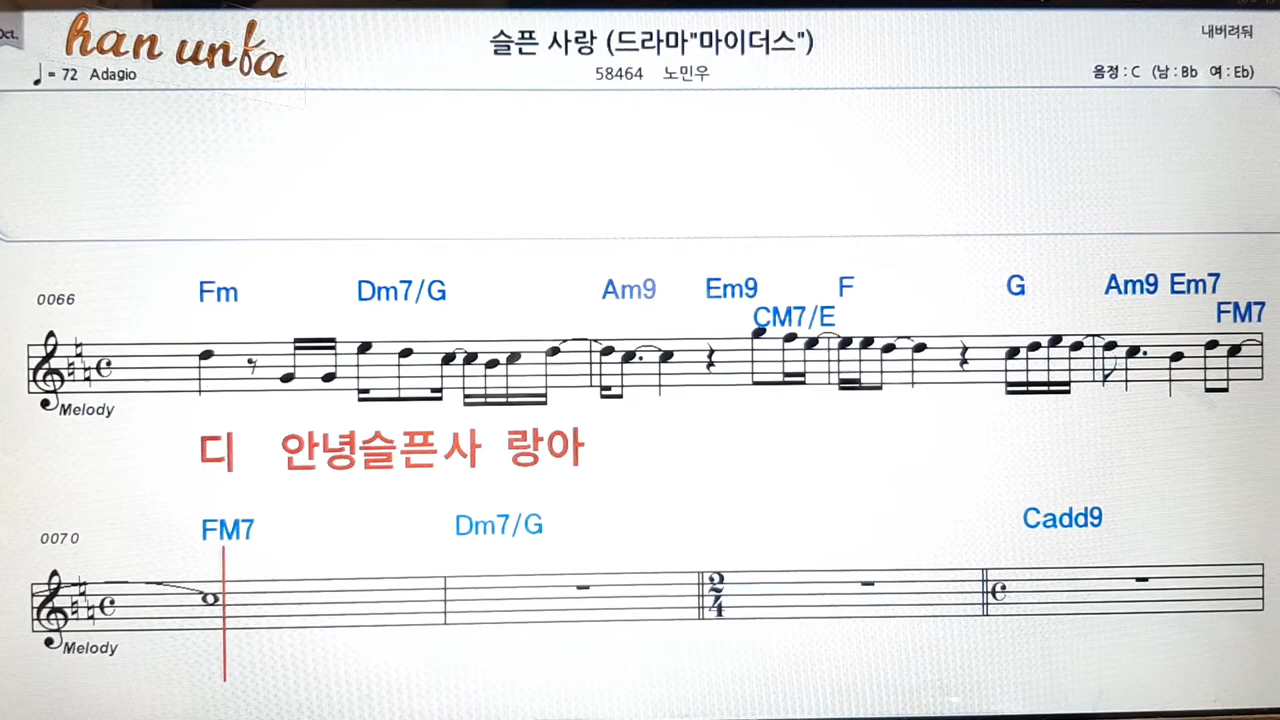 Oct.
han unfa
슬픈 사랑 (드라마"마이더스")
내버려둬
♩= 72 Adagio
58464 노민우
음정 : C (남 : Bb 여 : Eb)
0066
Fm Dm7/G Am9 Em9 F G Am9 Em7
CM7/E FM7
Melody
디 안녕슬픈사 랑아
0070
FM7 Dm7/G Cadd9
2
4
Melody